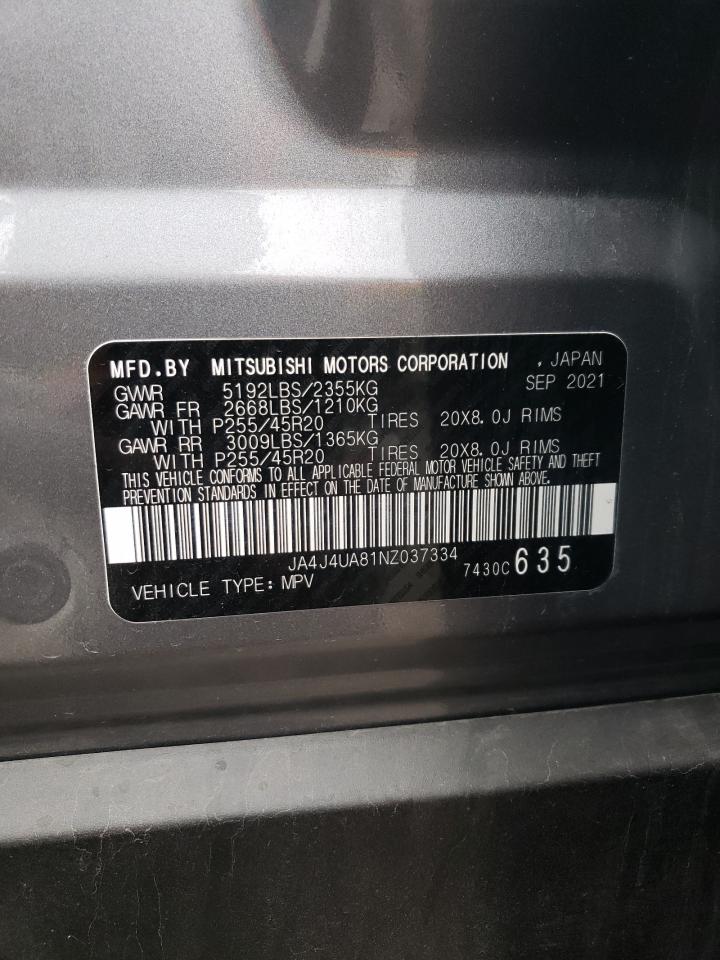 MFD.BY MITSUBISHI MOTORS CORPORATION , JAPAN
SEP 2021
GVWR 5192LBS/2355KG
GAWR FR 2668LBS/1210KG
WITH P255/45R20 TIRES 20X8.0J RIMS
GAWR RR 3009LBS/1365KG
WITH P255/45R20 TIRES 20X8.0J RIMS
THIS VEHICLE CONFORMS TO ALL APPLICABLE FEDERAL MOTOR VEHICLE SAFETY AND THEFT
PREVENTION STANDARDS IN EFFECT ON THE DATE OF MANUFACTURE SHOWN ABOVE.
JA4J4UA81NZ037334
7430C635
VEHICLE TYPE: MPV